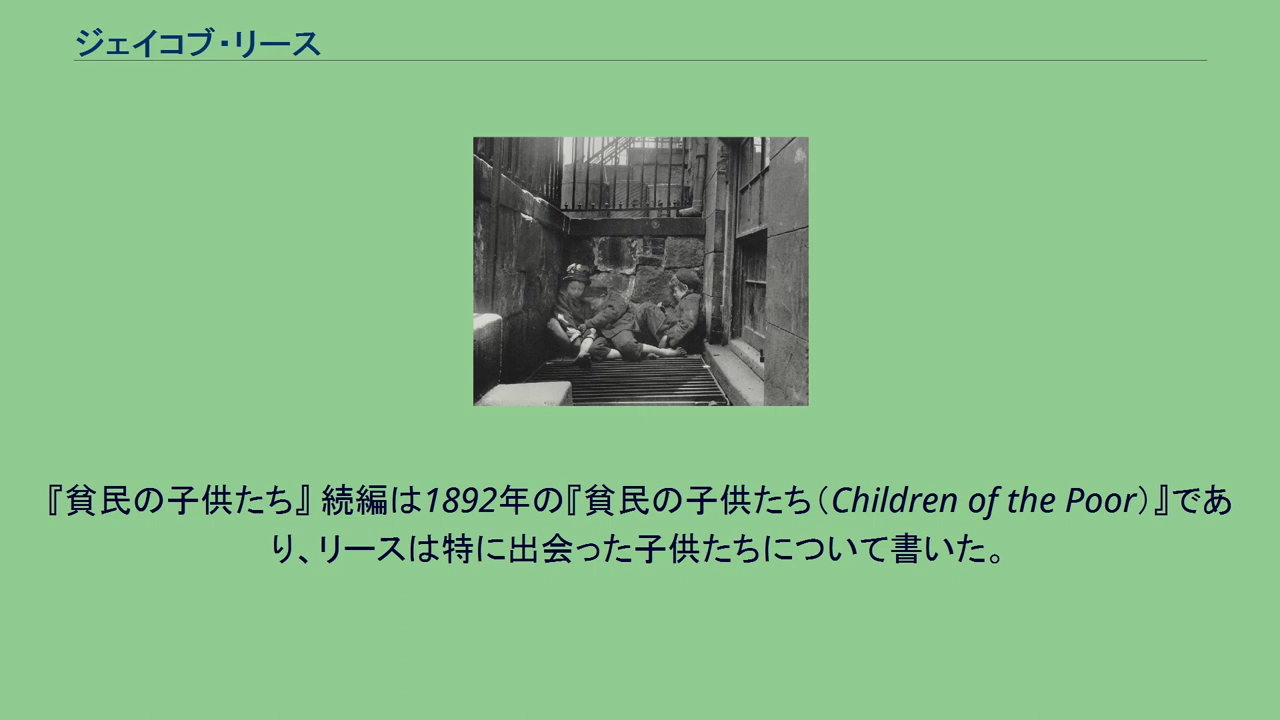 ジェイコブ・リース
『貧民の子供たち』 続編は1892年の『貧民の子供たち（Children of the Poor）』であ
り、リースは特に出会った子供たちについて書いた。